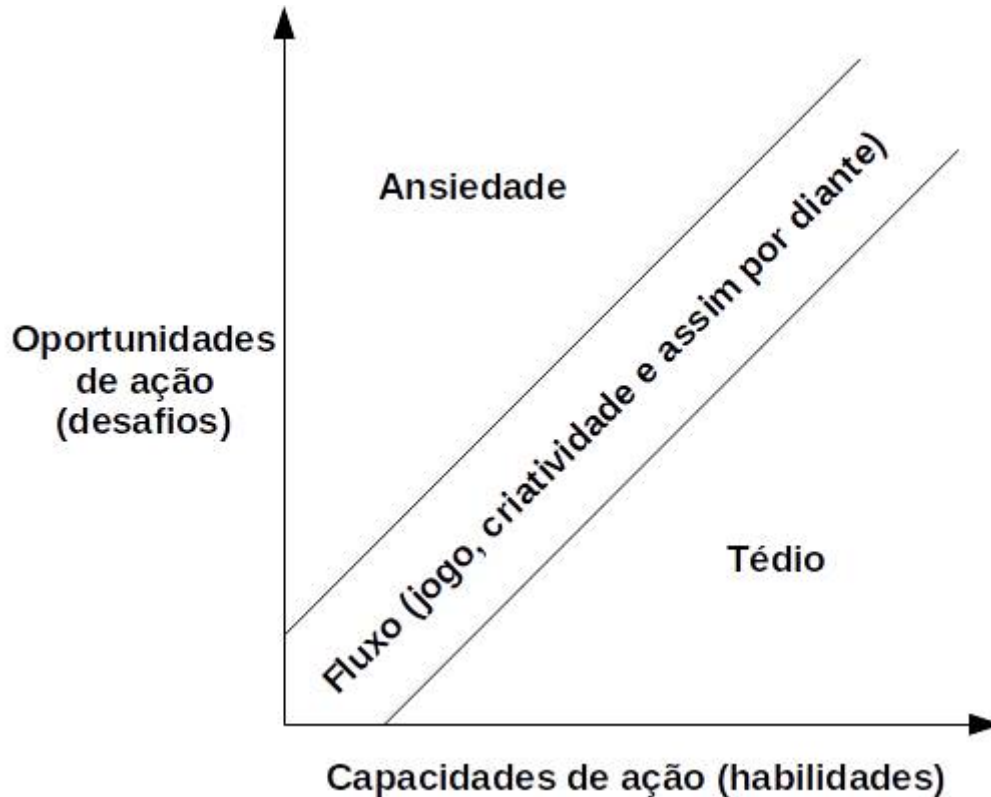 Ansiedade
Oportunidades
de ação
(desafios)
Fluxo (jogo, criatividade e assim por diante)
Tédio
Capacidades de ação (habilidades)